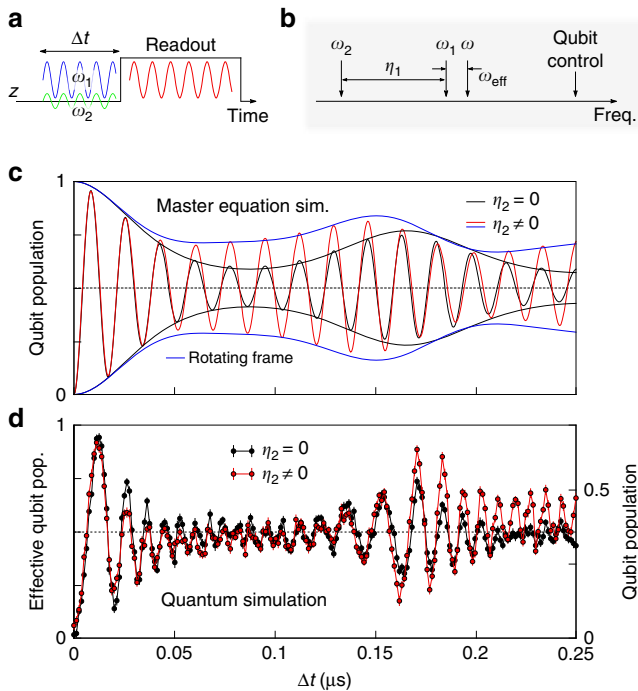 a
Δt
Readout
ω1
ω2
z
Time
b
ω2
ω1
ω
Qubit
control
η1
ωeff
Freq.
c
1
Master equation sim.
η2 = 0
η2 ≠ 0
Qubit population
Rotating frame
0
d
1
η2 = 0
η2 ≠ 0
0.5
Effective qubit pop.
Qubit population
Quantum simulation
0
0
0
0.05
0.1
0.15
0.2
0.25
Δt (μs)